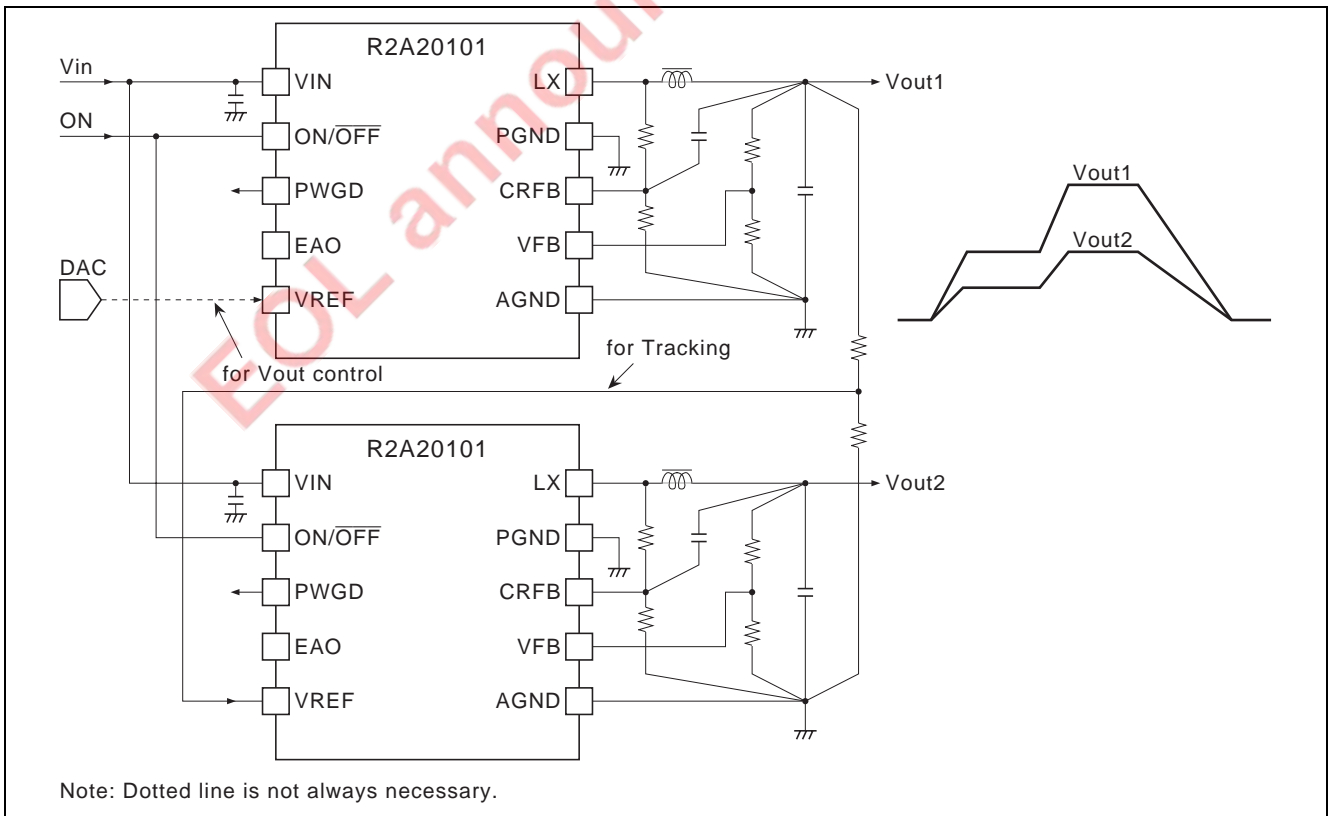 R2A20101
Vin
VIN
LX
Vout1
ON
ON/OFF
PGND
PWGD
CRFB
EAO
VFB
DAC
VREF
AGND
for Vout control
for Tracking
Vout1
Vout2
R2A20101
VIN
LX
Vout2
ON/OFF
PGND
PWGD
CRFB
EAO
VFB
VREF
AGND
Note: Dotted line is not always necessary.
EOL annou